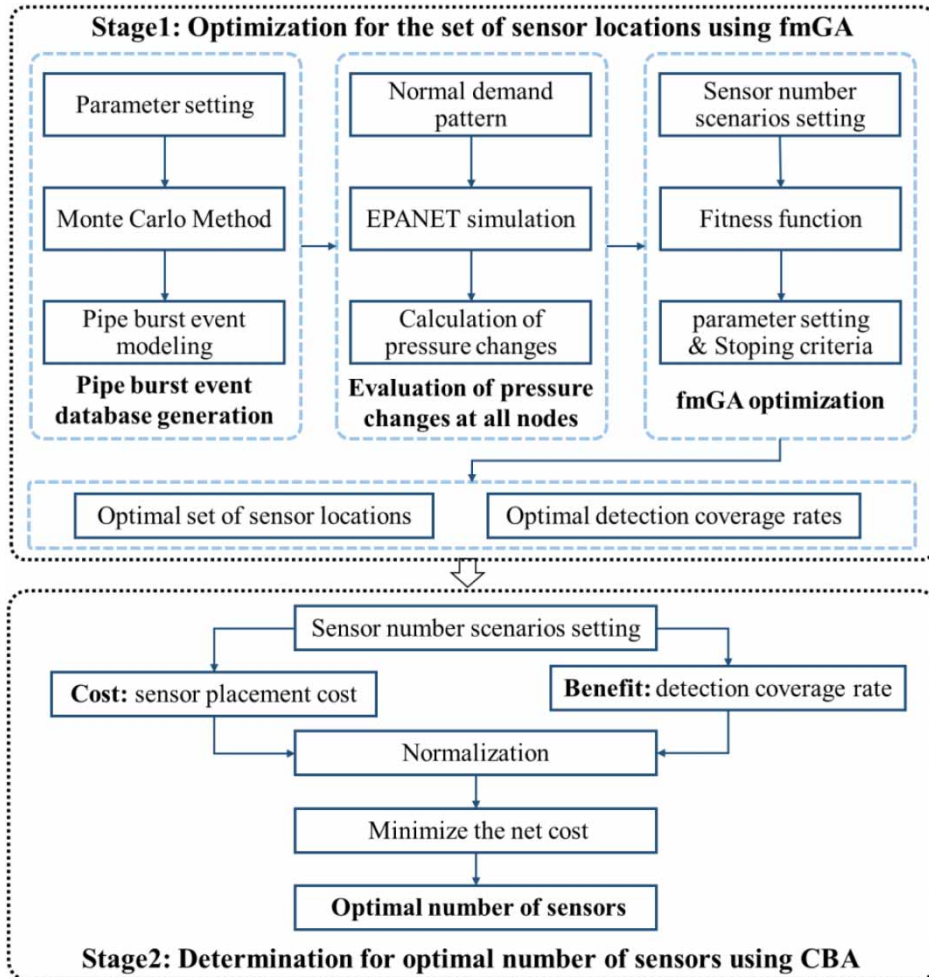 Stage1: Optimization for the set of sensor locations using fmGA
Parameter setting
Monte Carlo Method
Pipe burst event
modeling
Pipe burst event
database generation
Normal demand
pattern
EPANET simulation
Calculation of
pressure changes
Evaluation of pressure
changes at all nodes
Sensor number
scenarios setting
Fitness function
parameter setting
& Stoping criteria
fmGA optimization
Optimal set of sensor locations
Optimal detection coverage rates
Sensor number scenarios setting
Cost: sensor placement cost
Benefit: detection coverage rate
Normalization
Minimize the net cost
Optimal number of sensors
Stage2: Determination for optimal number of sensors using CBA